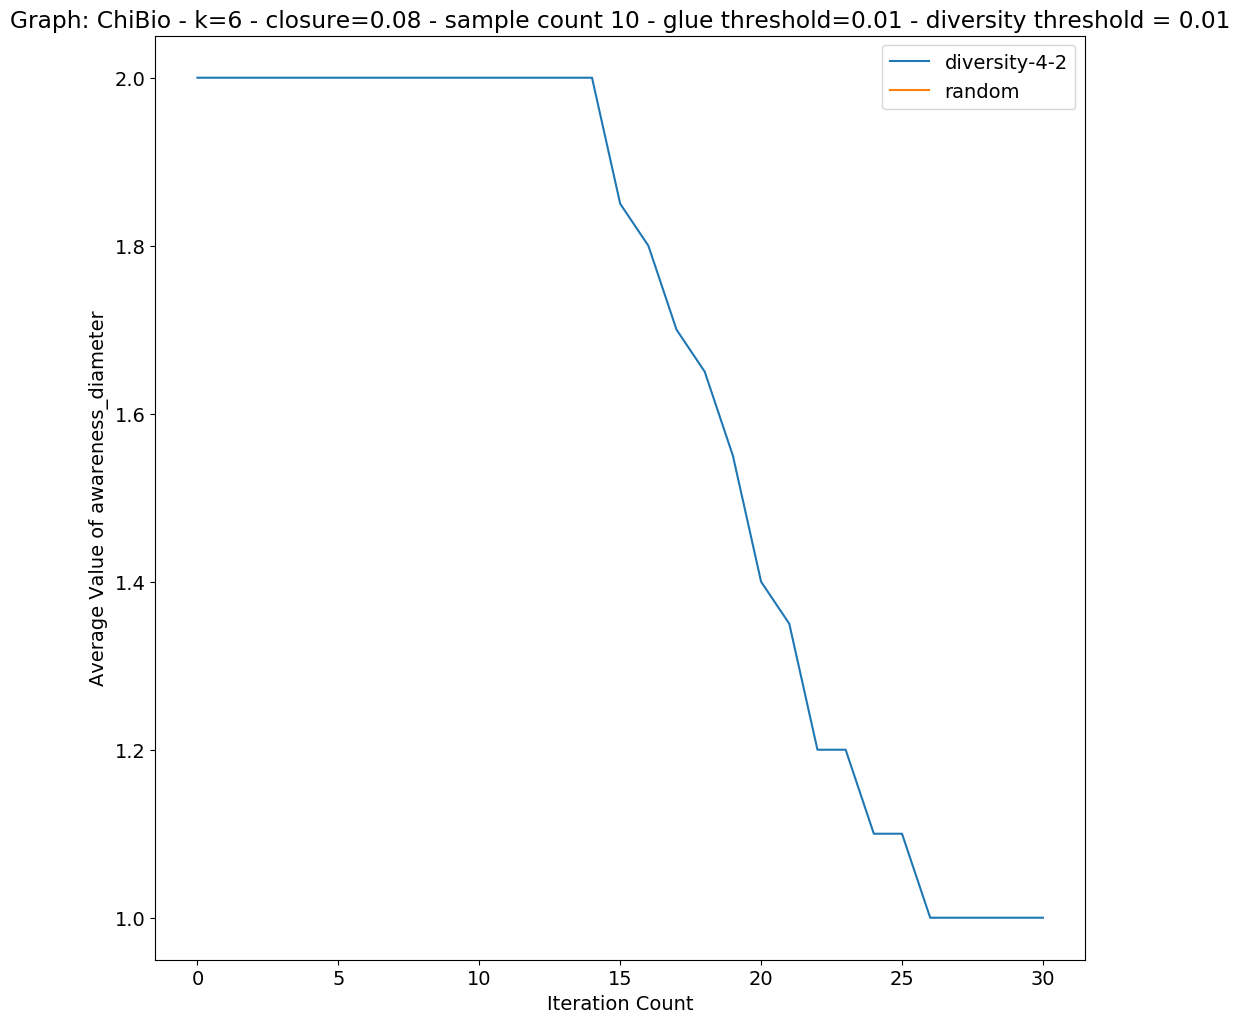 Graph: ChiBio - k=6 - closure=0.08 - sample count 10 - glue threshold=0.01 - diversity threshold = 0.01
diversity-4-2
random
2.0
1.8
1.6
1.4
1.2
1.0
Average Value of awareness_diameter
0 5 10 15 20 25 30
Iteration Count